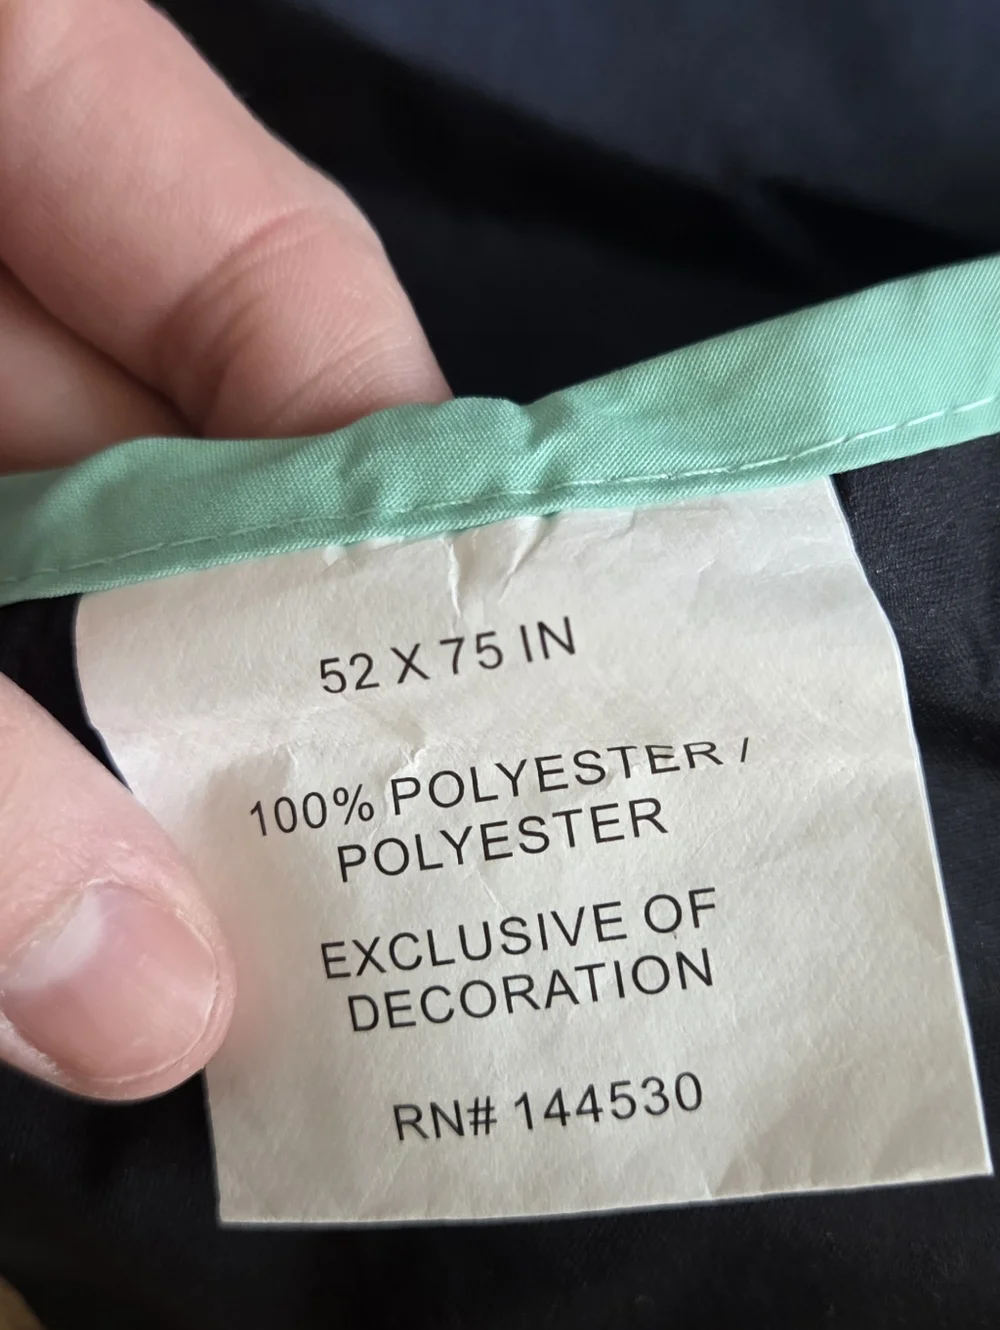 52 X 75 IN
100% POLYESTER /
POLYESTER
EXCLUSIVE OF
DECORATION
RN# 144530